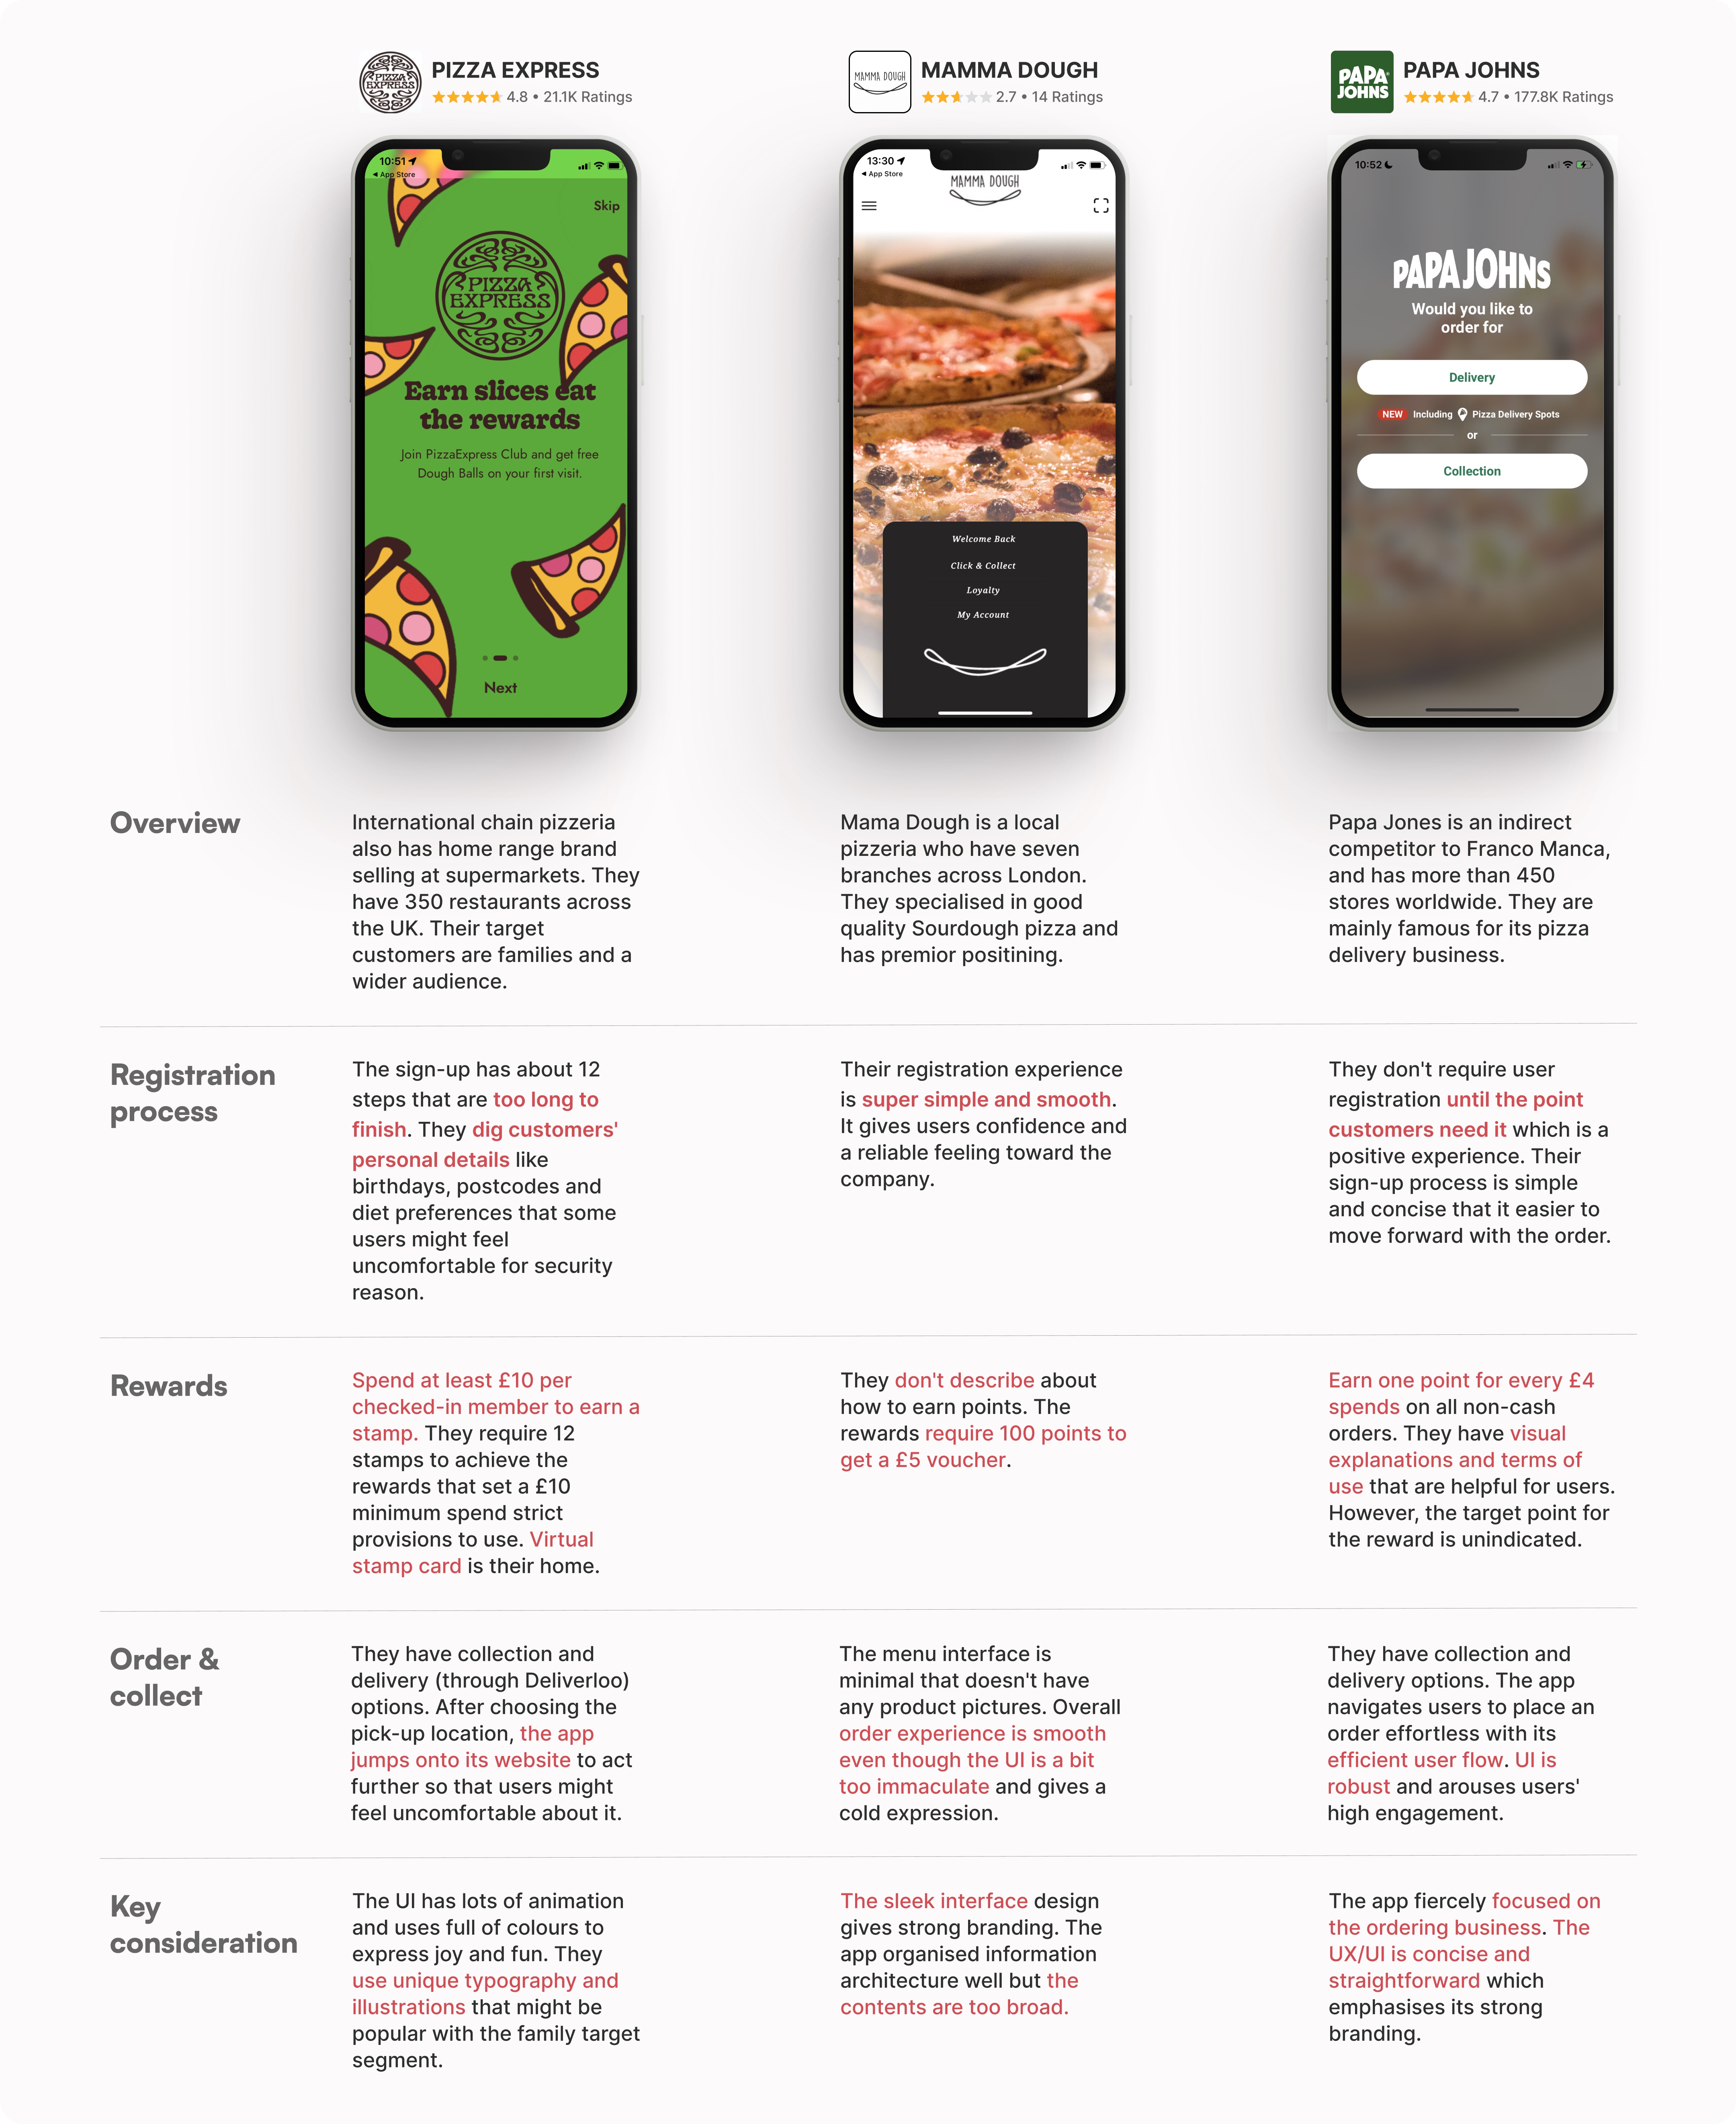 PIZZA EXPRESS
PIZZA EXPRESS
4.8 • 21.1K Ratings
MAMMA DOUGH
MAMMA DOUGH
2.7 • 14 Ratings
PAPA JOHNS
PAPA JOHNS
4.7 • 177.8K Ratings
10:51
App Store
Skip
PIZZA
EXPRESS
Earn slices eat
the rewards
Join PizzaExpress Club and get free
Dough Balls on your first visit.
Next
13:30
App Store
MAMMA DOUGH
Welcome Back
Click & Collect
Loyalty
My Account
10:52
PAPA JOHNS
Would you like to
order for
Delivery
NEW Including Pizza Delivery Spots
or
Collection
Overview
International chain pizzeria
also has home range brand
selling at supermarkets. They
have 350 restaurants across
the UK. Their target
customers are families and a
wider audience.
Mama Dough is a local
pizzeria who have seven
branches across London.
They specialised in good
quality Sourdough pizza and
has premior positining.
Papa Jones is an indirect
competitor to Franco Manca,
and has more than 450
stores worldwide. They are
mainly famous for its pizza
delivery business.
Registration
process
The sign-up has about 12
steps that are too long to
finish. They dig customers'
personal details like
birthdays, postcodes and
diet preferences that some
users might feel
uncomfortable for security
reason.
Their registration experience
is super simple and smooth.
It gives users confidence and
a reliable feeling toward the
company.
They don't require user
registration until the point
customers need it which is a
positive experience. Their
sign-up process is simple
and concise that it easier to
move forward with the order.
Rewards
Spend at least £10 per
checked-in member to earn a
stamp. They require 12
stamps to achieve the
rewards that set a £10
minimum spend strict
provisions to use. Virtual
stamp card is their home.
They don't describe about
how to earn points. The
rewards require 100 points to
get a £5 voucher.
Earn one point for every £4
spends on all non-cash
orders. They have visual
explanations and terms of
use that are helpful for users.
However, the target point for
the reward is unindicated.
Order &
collect
They have collection and
delivery (through Deliverloo)
options. After choosing the
pick-up location, the app
jumps onto its website to act
further so that users might
feel uncomfortable about it.
The menu interface is
minimal that doesn't have
any product pictures. Overall
order experience is smooth
even though the UI is a bit
too immaculate and gives a
cold expression.
They have collection and
delivery options. The app
navigates users to place an
order effortless with its
efficient user flow. UI is
robust and arouses users'
high engagement.
Key
consideration
The UI has lots of animation
and uses full of colours to
express joy and fun. They
use unique typography and
illustrations that might be
popular with the family target
segment.
The sleek interface design
gives strong branding. The
app organised information
architecture well but the
contents are too broad.
The app fiercely focused on
the ordering business. The
UX/UI is concise and
straightforward which
emphasises its strong
branding.